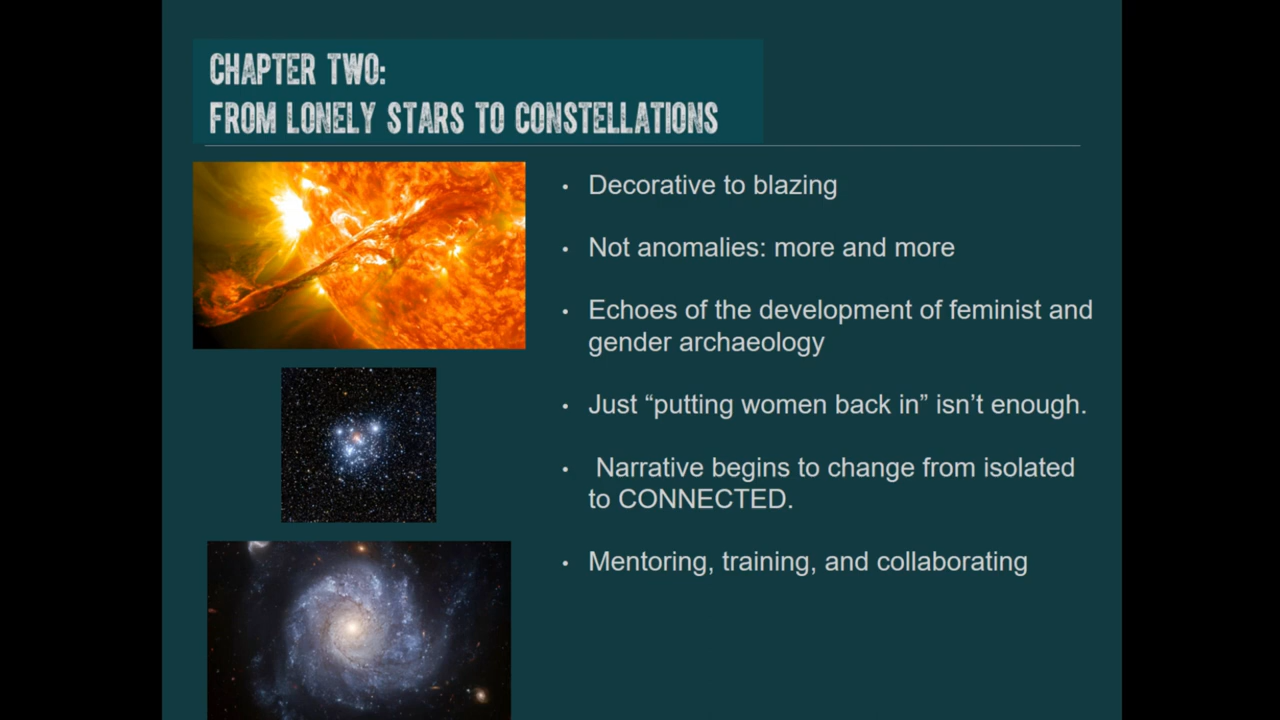 CHAPTER TWO:
FROM LONELY STARS TO CONSTELLATIONS
• Decorative to blazing
• Not anomalies: more and more
• Echoes of the development of feminist and
gender archaeology
• Just “putting women back in” isn’t enough.
• Narrative begins to change from isolated
to CONNECTED.
• Mentoring, training, and collaborating